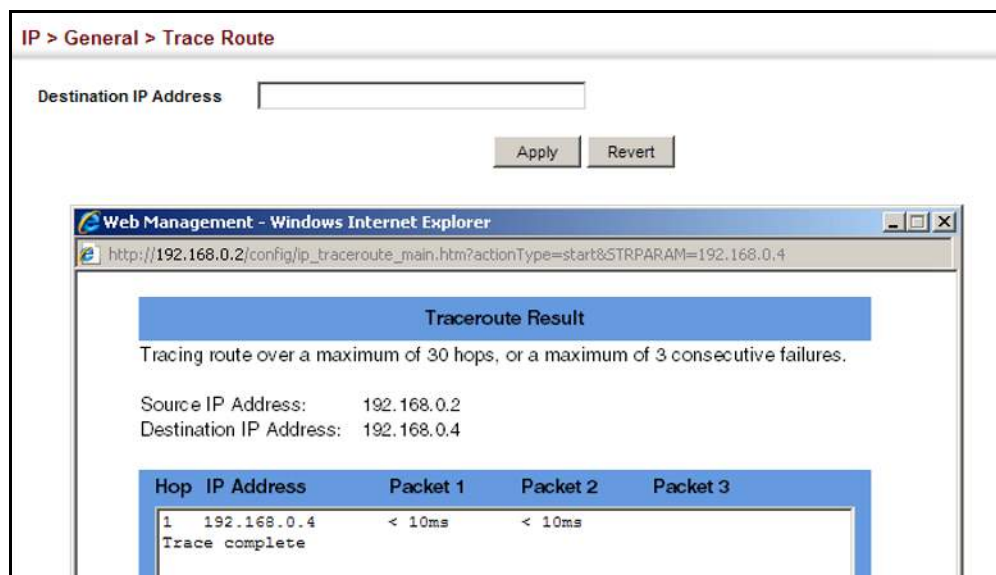 IP > General > Trace Route
Destination IP Address
Apply Revert
Web Management - Windows Internet Explorer
http://192.168.0.2/config/ip_traceroute_main.htm?actionType=start&STRPARAM=192.168.0.4
Traceroute Result
Tracing route over a maximum of 30 hops, or a maximum of 3 consecutive failures.
Source IP Address: 192.168.0.2
Destination IP Address: 192.168.0.4
Hop IP Address Packet 1 Packet 2 Packet 3
1 192.168.0.4 < 10ms < 10ms
Trace complete